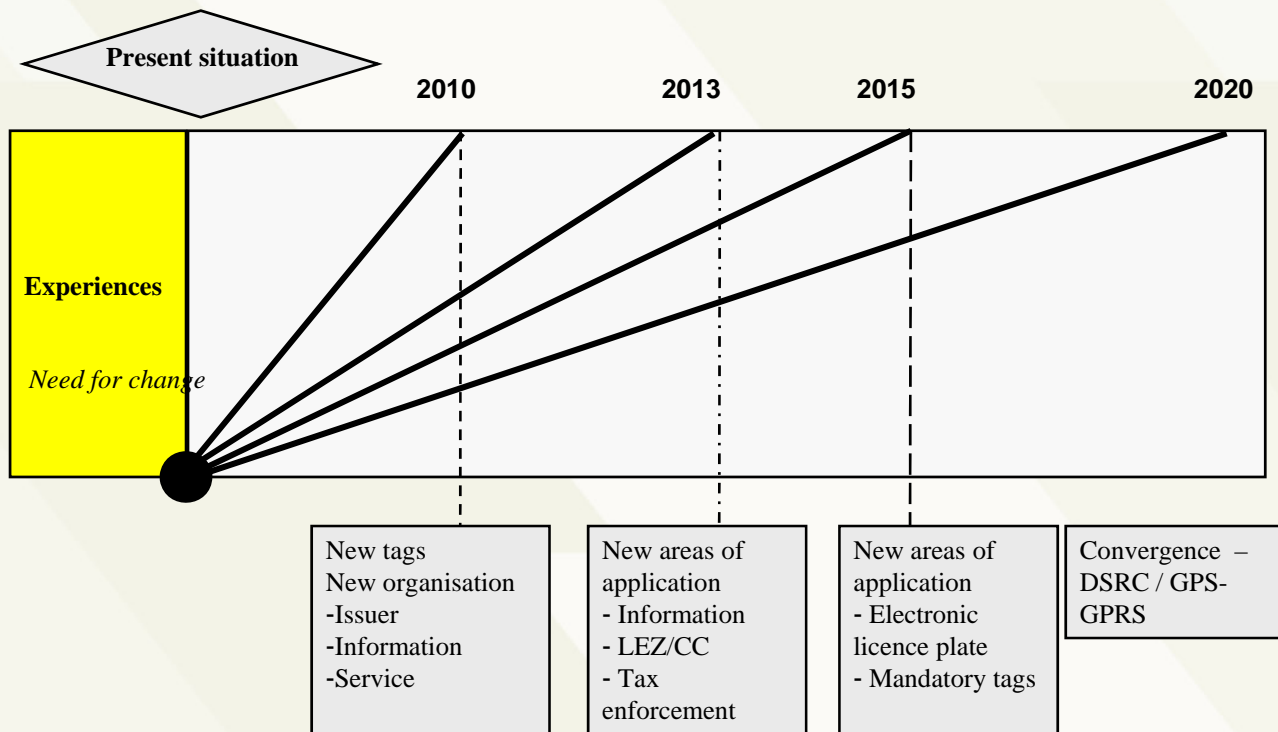 Present situation
2010
2013
2015
2020
Experiences
Need for change
New tags
New organisation
-Issuer
-Information
-Service
New areas of
application
- Information
- LEZ/CC
- Tax
enforcement
New areas of
application
- Electronic
licence plate
- Mandatory tags
Convergence –
DSRC / GPS-
GPRS